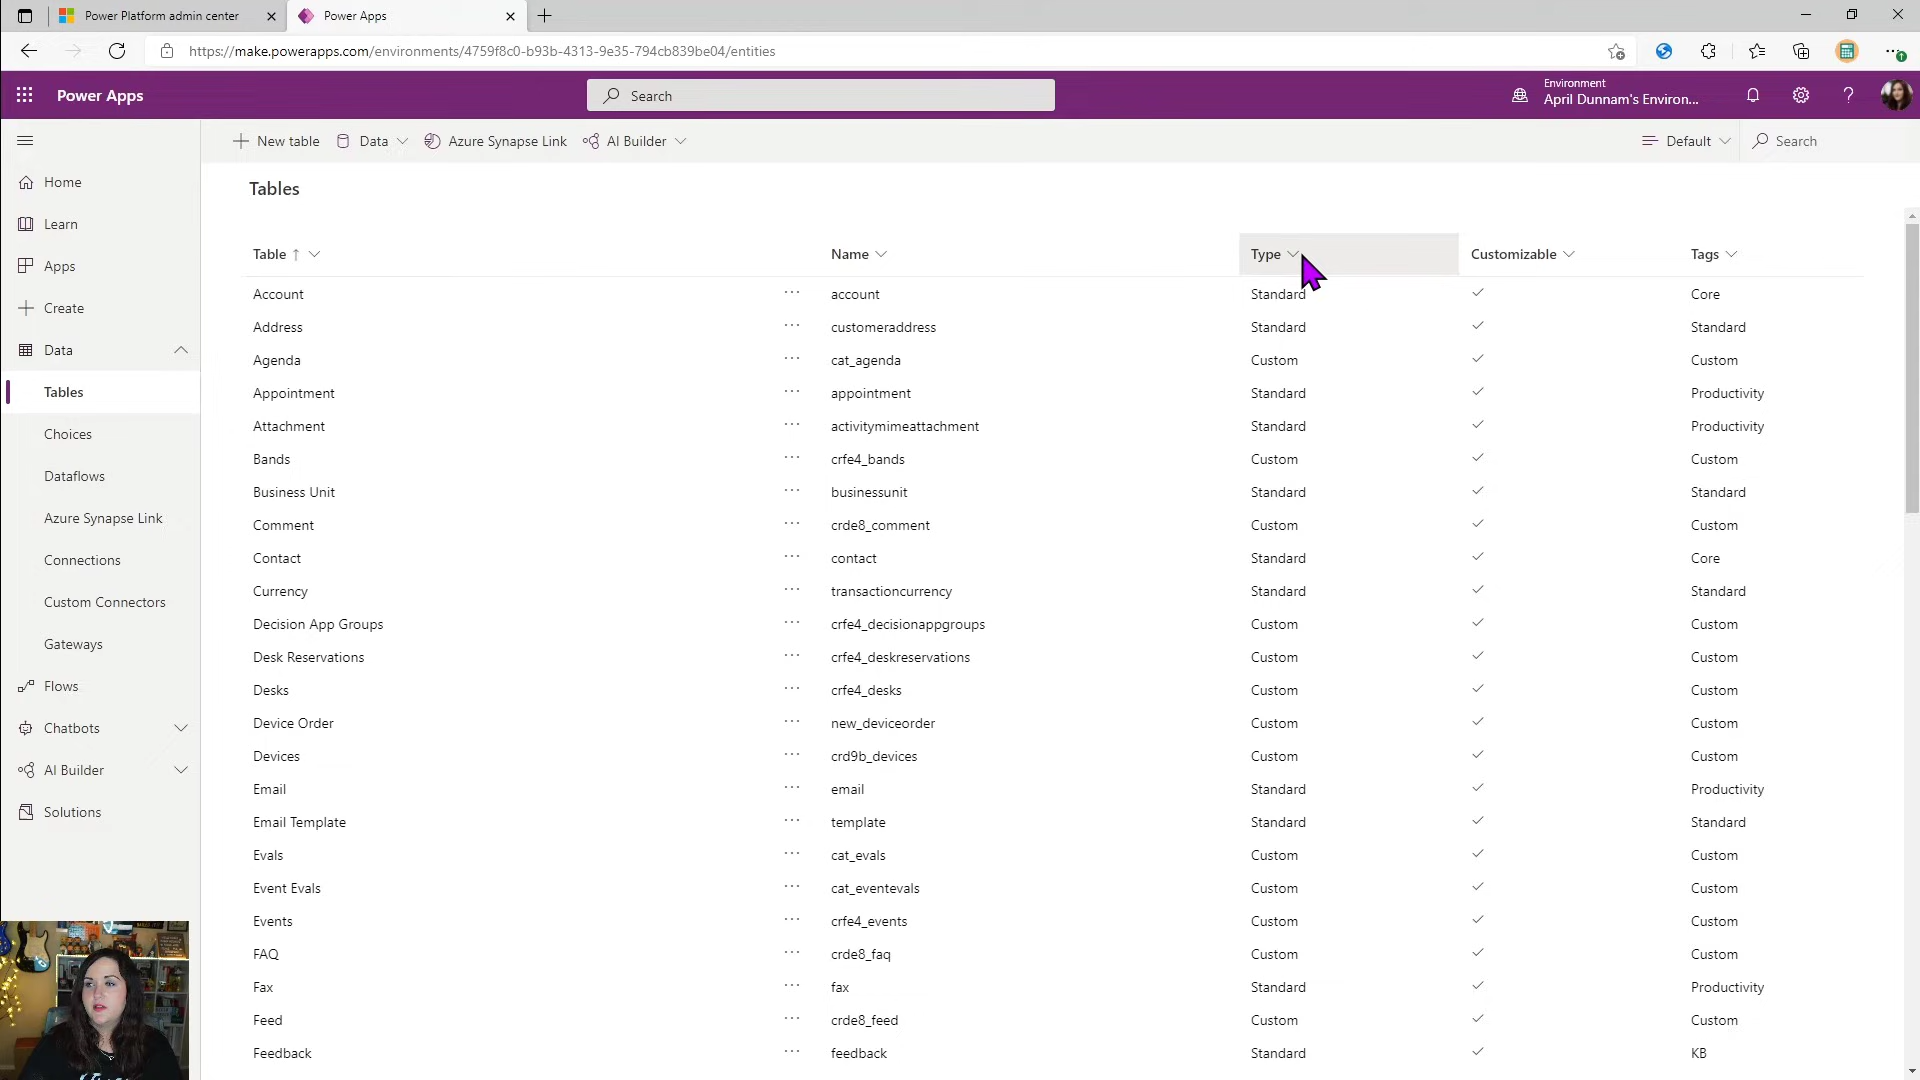 Power Platform admin center
Power Apps
https://make.powerapps.com/environments/4759f8c0-b93b-4313-9e35-794cb839be04/entities
Power Apps
Search
Environment
April Dunnam's Environ...
New table
Data
Azure Synapse Link
AI Builder
Default
Search
Home
Learn
Apps
Create
Data
Tables
Choices
Dataflows
Azure Synapse Link
Connections
Custom Connectors
Gateways
Flows
Chatbots
AI Builder
Solutions
Tables
Table ↑ Name Type Customizable Tags
Account ... account Standard Core
Address ... customeraddress Standard Standard
Agenda ... cat_agenda Custom Custom
Appointment ... appointment Standard Productivity
Attachment ... activitymimeattachment Standard Productivity
Bands ... crfe4_bands Custom Custom
Business Unit ... businessunit Standard Standard
Comment ... crde8_comment Custom Custom
Contact ... contact Standard Core
Currency ... transactioncurrency Standard Standard
Decision App Groups ... crfe4_decisionappgroups Custom Custom
Desk Reservations ... crfe4_deskreservations Custom Custom
Desks ... crfe4_desks Custom Custom
Device Order ... new_deviceorder Custom Custom
Devices ... crd9b_devices Custom Custom
Email ... email Standard Productivity
Email Template ... template Standard Standard
Evals ... cat_evals Custom Custom
Event Evals ... cat_eventevals Custom Custom
Events ... crfe4_events Custom Custom
FAQ ... crde8_faq Custom Custom
Fax ... fax Standard Productivity
Feed ... crde8_feed Custom Custom
Feedback ... feedback Standard KB